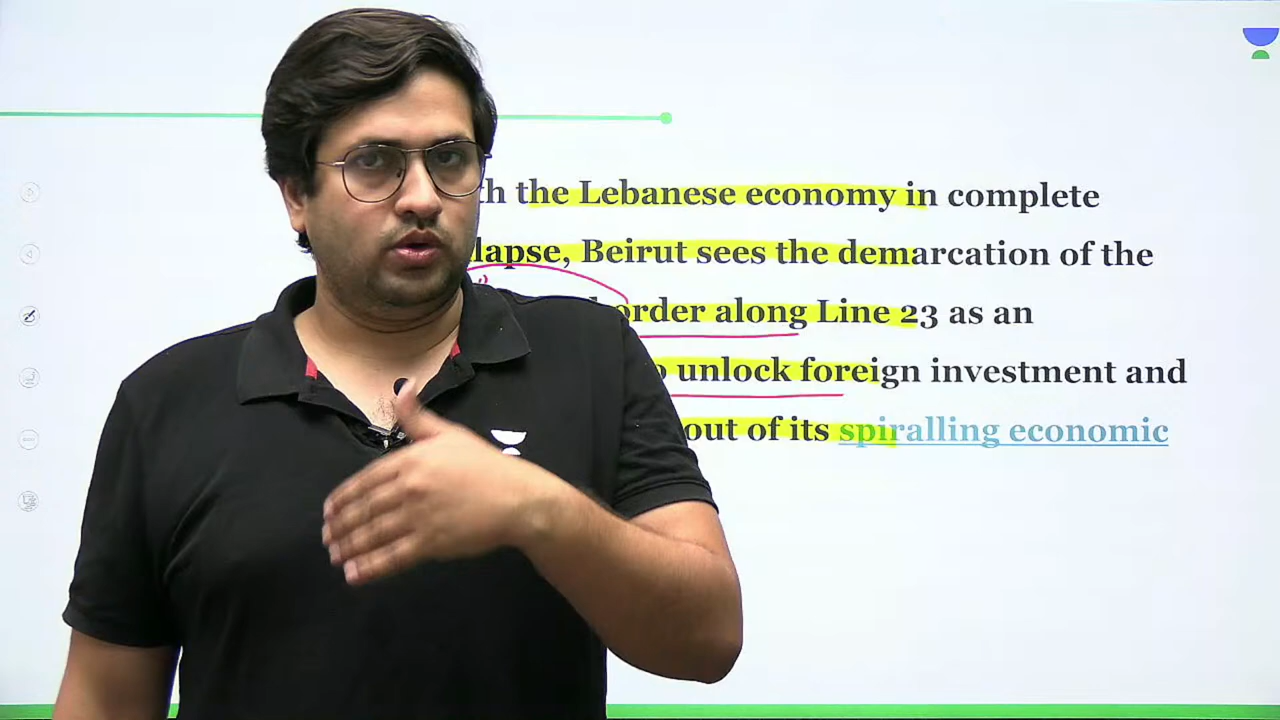 the Lebanese economy in complete
lapse, Beirut sees the demarcation of the
order along Line 23 as an
unlock foreign investment and
out of its spiralling economic